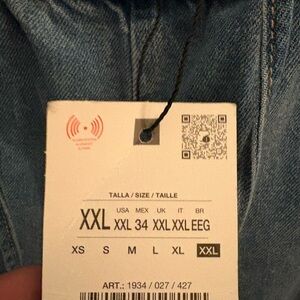 TALLA / SIZE / TAILLE
USA MEX UK IT BR
XXL XXL 34 XXL XXL EEG
XS S M L XL XXL
ART.: 1934 / 027 / 427